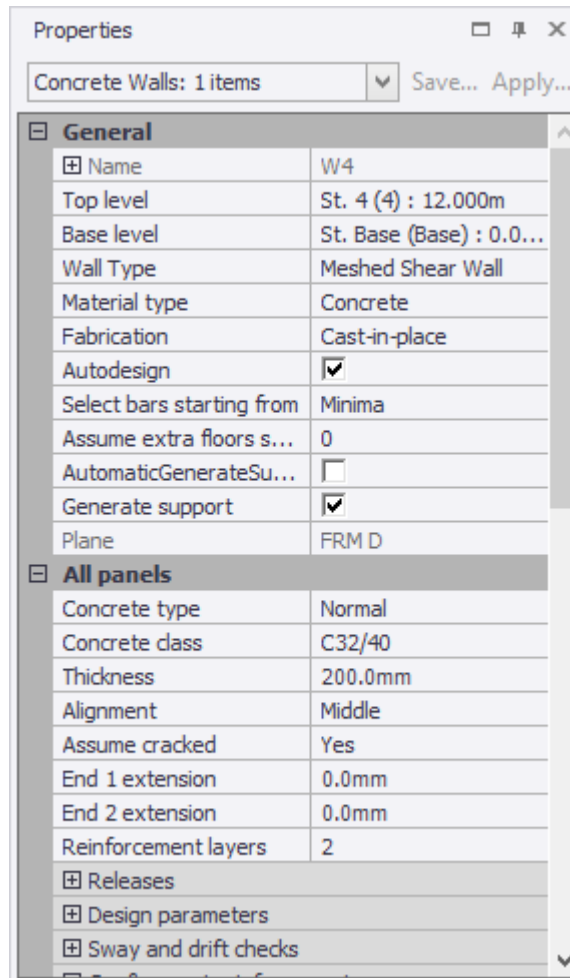 Properties
Concrete Walls: 1 items Save... Apply...
General
Name W4
Top level St. 4 (4) : 12.000m
Base level St. Base (Base) : 0.0...
Wall Type Meshed Shear Wall
Material type Concrete
Fabrication Cast-in-place
Autodesign
Select bars starting from Minima
Assume extra floors s... 0
AutomaticGenerateSu...
Generate support
Plane FRM D
All panels
Concrete type Normal
Concrete class C32/40
Thickness 200.0mm
Alignment Middle
Assume cracked Yes
End 1 extension 0.0mm
End 2 extension 0.0mm
Reinforcement layers 2
Releases
Design parameters
Sway and drift checks